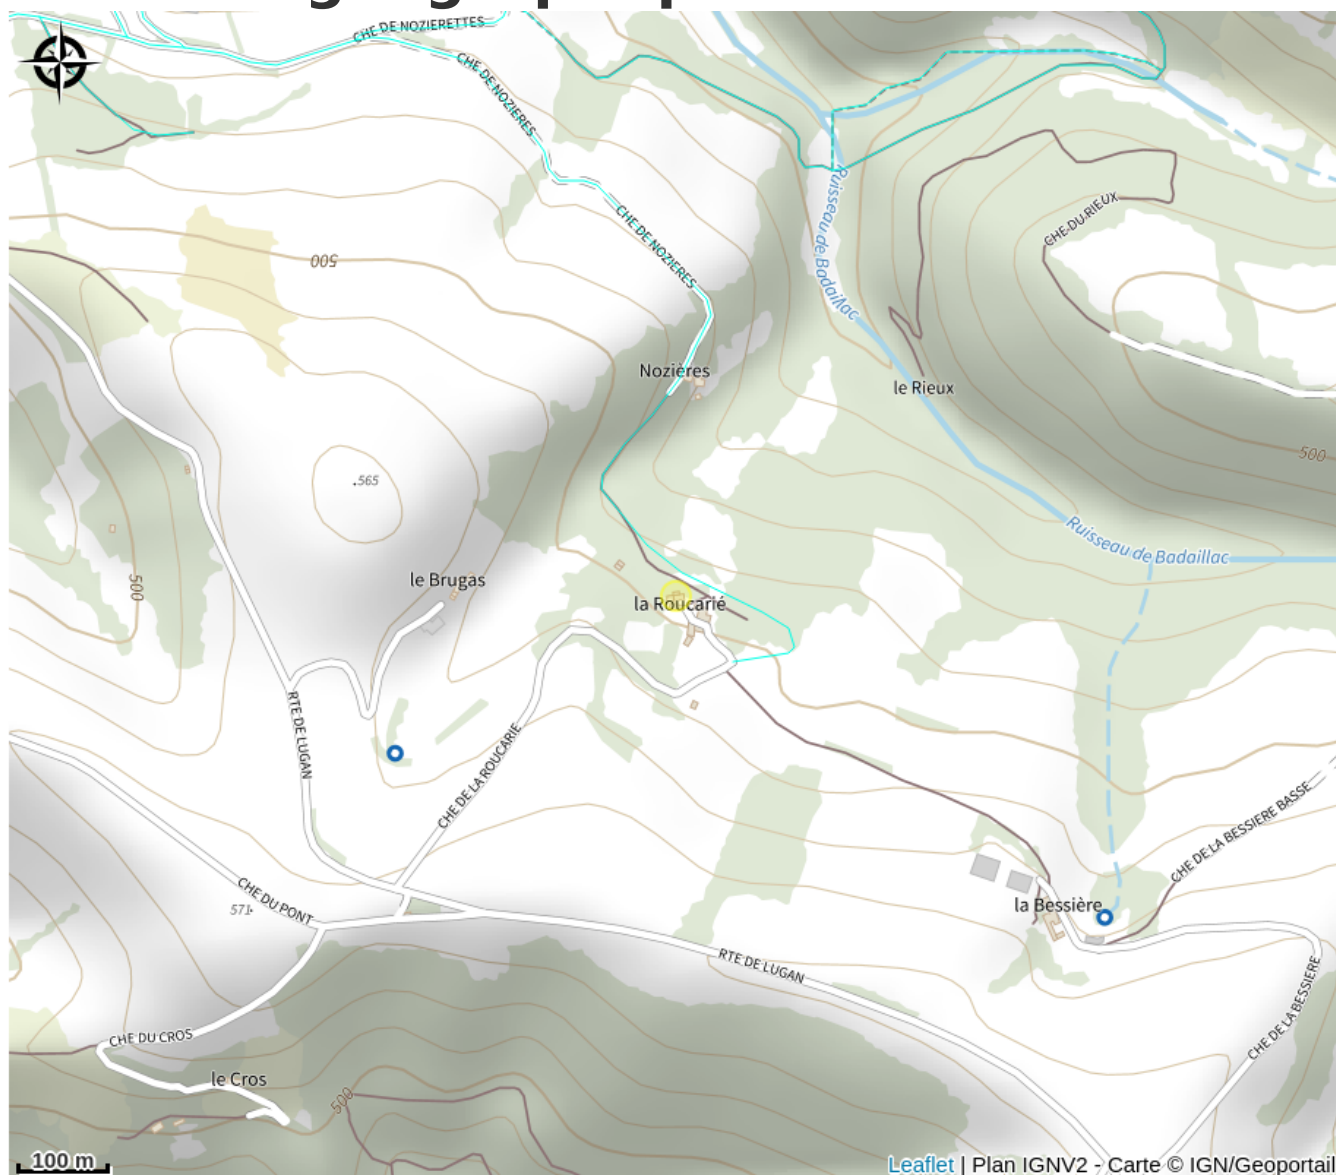 CHE DE NOZIERETTES
CHE DE NOZIERES
CHE DE NOZIERES
Ruisseau de Badaillac
CHE DU RIEUX
500
Nozières
le Rieux
500
.565
Ruisseau de Badaillac
le Brugas
500
la Roucarié
RTE DE LUGAN
CHE DE LA ROUCARIE
CHE DE LA BESSIERE BASSE
CHE DU PONT
571.
la Bessière
RTE DE LUGAN
CHE DE LA BESSIERE
CHE DU CROS
le Cros
500
100 m
Leaflet | Plan IGNV2 - Carte © IGN/Geoportail